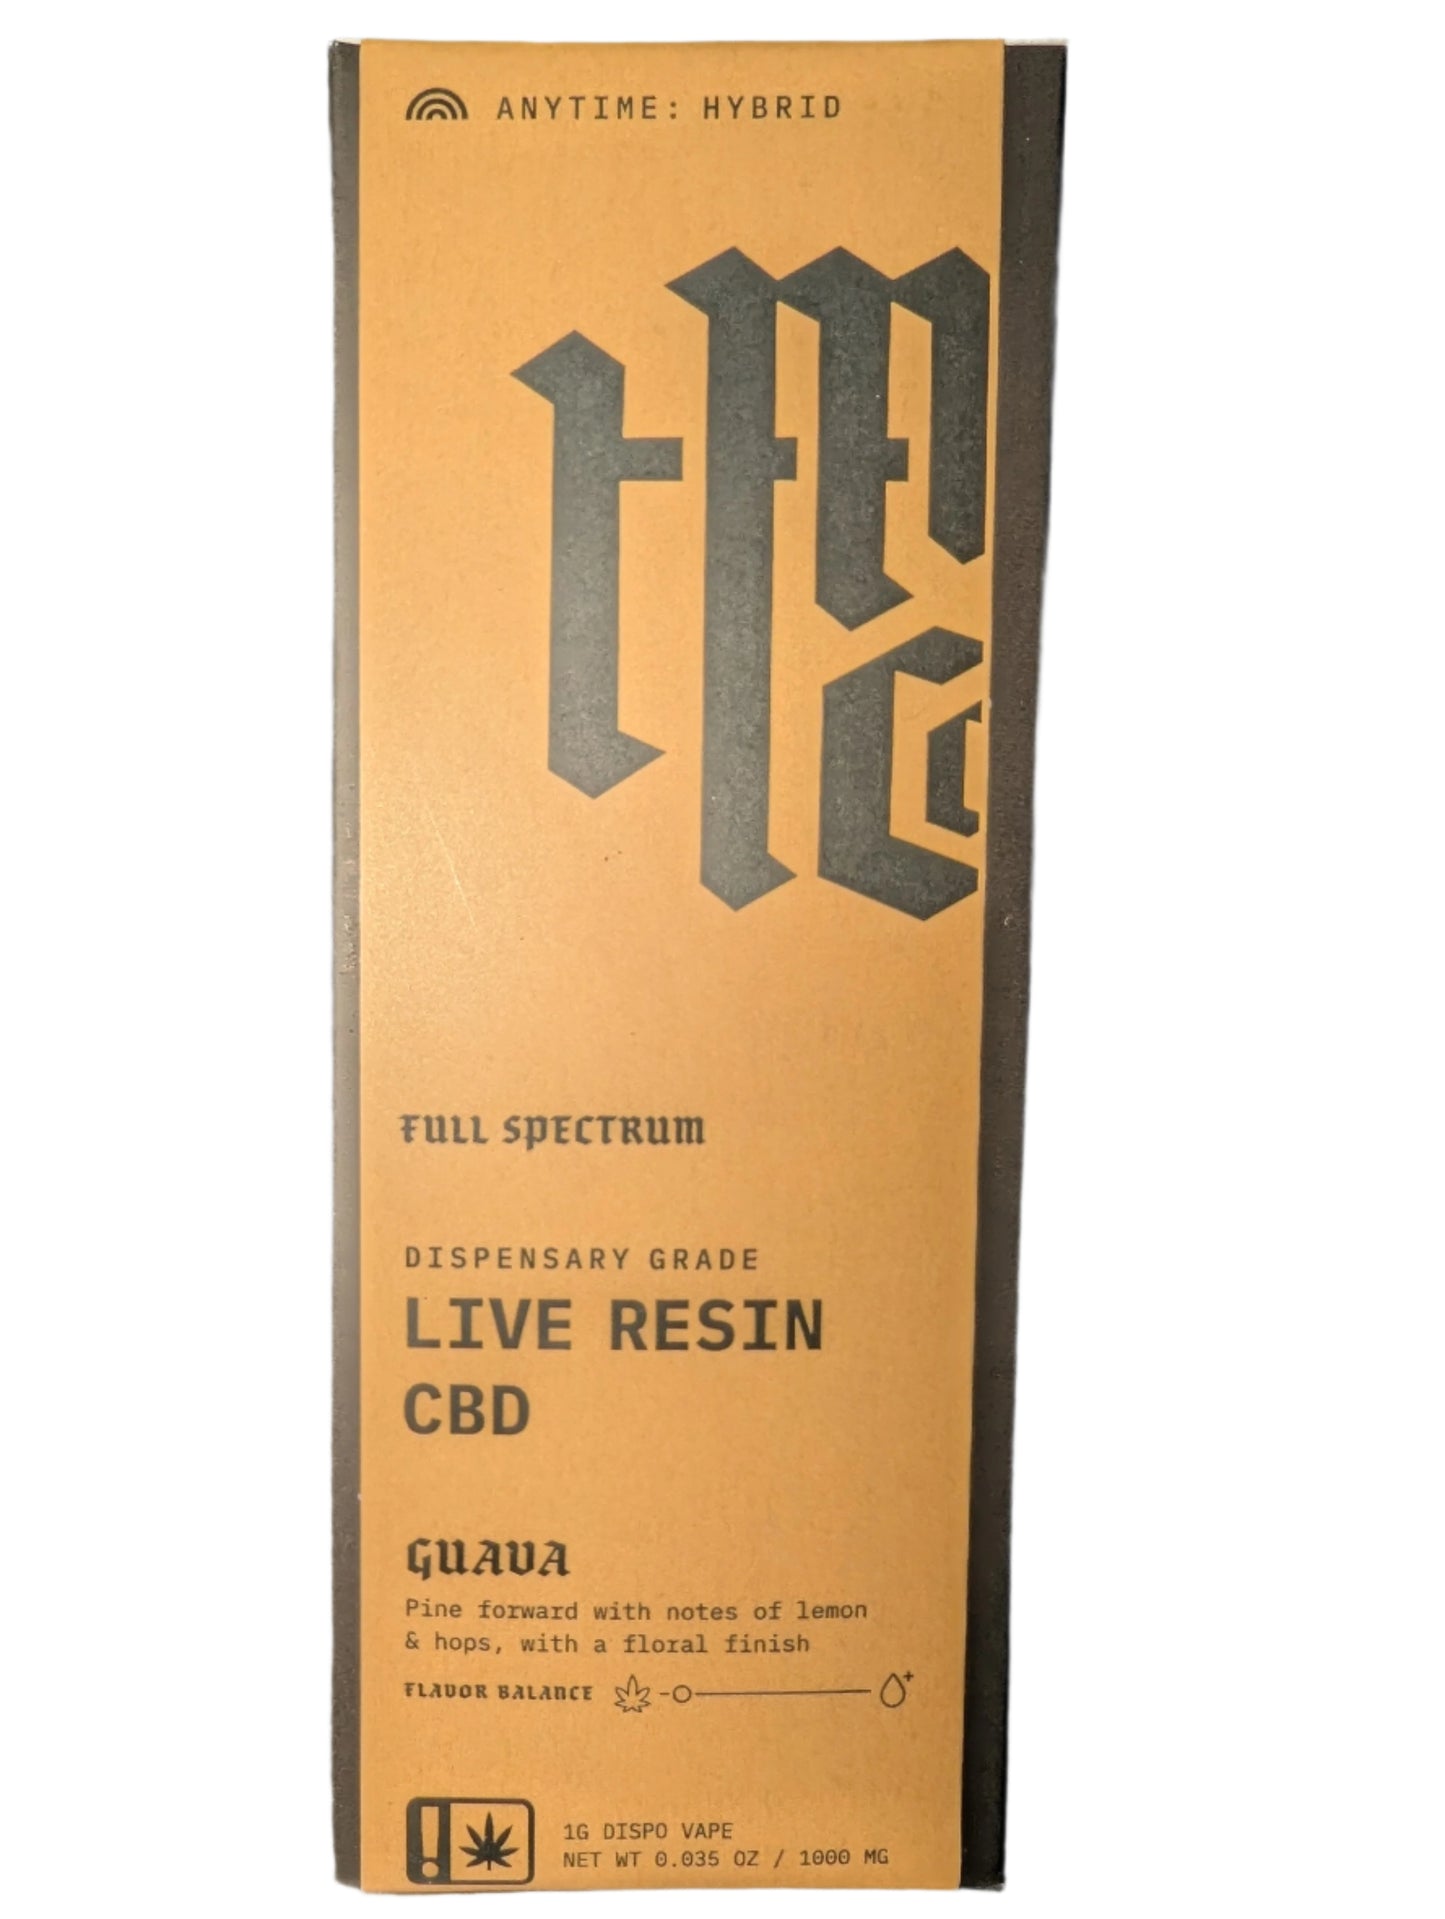 ANYTIME: HYBRID
FULL SPECTRUM
DISPENSARY GRADE
LIVE RESIN
CBD
GUAVA
Pine forward with notes of lemon
& hops, with a floral finish
FLAVOR BALANCE
1G DISPO VAPE
NET WT 0.035 OZ / 1000 MG